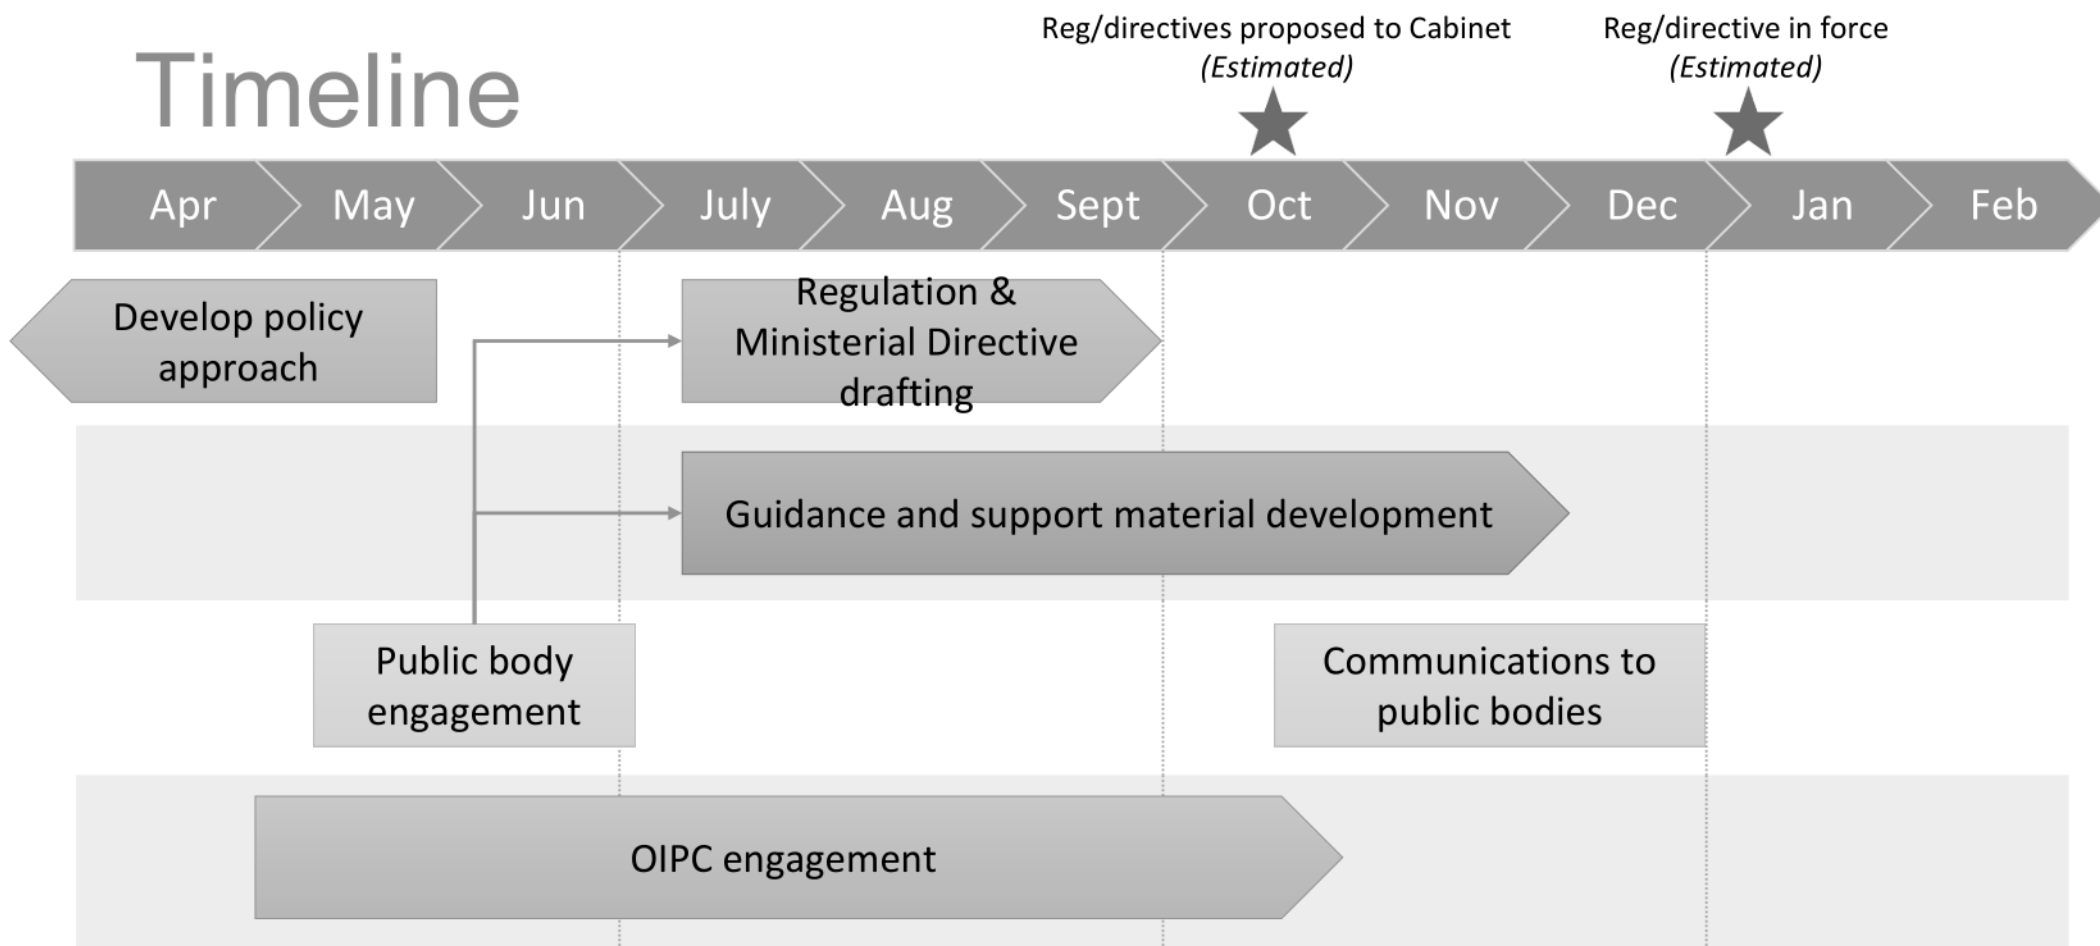 Reg/directives proposed to Cabinet
(Estimated)
Reg/directive in force
(Estimated)
Timeline
Apr
May
Jun
July
Aug
Sept
Oct
Nov
Dec
Jan
Feb
Develop policy
approach
Regulation &
Ministerial Directive
drafting
Guidance and support material development
Public body
engagement
Communications to
public bodies
OIPC engagement